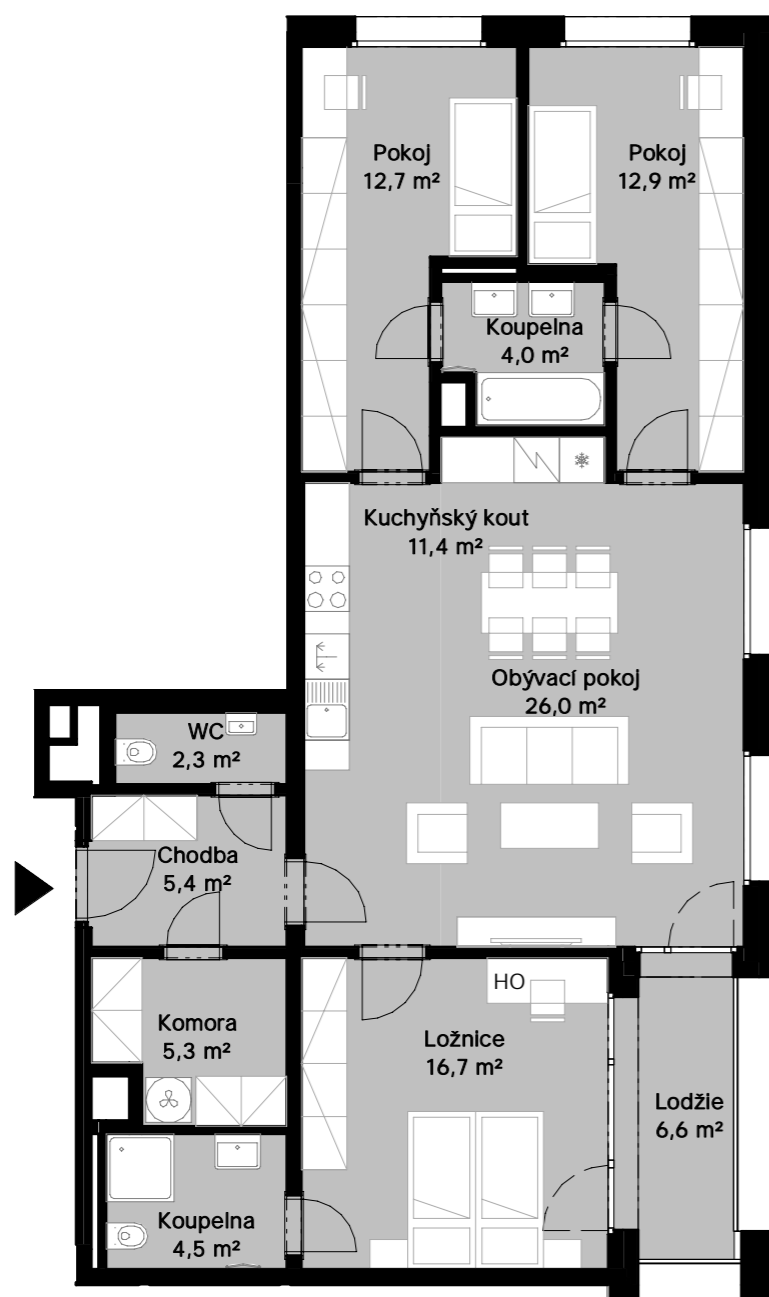 Pokoj
12,7 m²
Pokoj
12,9 m²
Koupelna
4,0 m²
Kuchyňský kout
11,4 m²
Obývací pokoj
26,0 m²
WC
2,3 m²
Chodba
5,4 m²
Komora
5,3 m²
HO
Ložnice
16,7 m²
Lodžie
6,6 m²
Koupelna
4,5 m²